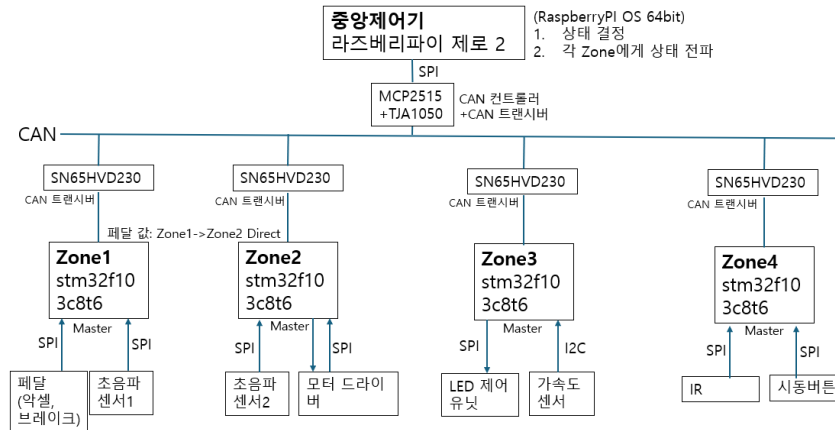 중앙제어기
라즈베리파이 제로 2
(RaspberryPI OS 64bit)
1. 상태 결정
2. 각 Zone에게 상태 전파
SPI
MCP2515
+TJA1050
CAN 컨트롤러
+CAN 트랜시버
CAN
SN65HVD230
CAN 트랜시버
SN65HVD230
CAN 트랜시버
SN65HVD230
CAN 트랜시버
SN65HVD230
CAN 트랜시버
페달 값: Zone1->Zone2 Direct
Zone1
stm32f10
3c8t6
Master
Zone2
stm32f10
3c8t6
Master
Zone3
stm32f10
3c8t6
Master
Zone4
stm32f10
3c8t6
Master
SPI
SPI
SPI
SPI
SPI
I2C
SPI
SPI
페달
(악셀,
브레이크)
초음파
센서1
초음파
센서2
모터 드라이
버
LED 제어
유닛
가속도
센서
IR
시동버튼